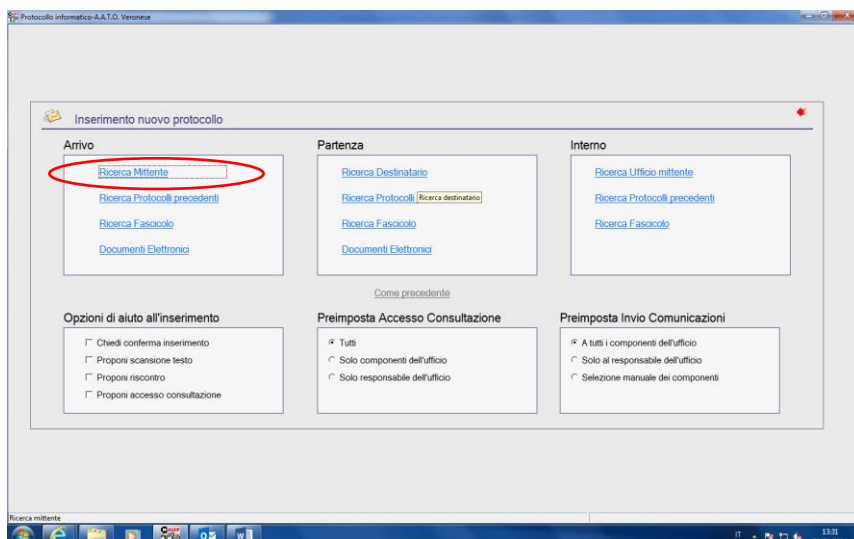 Protocollo informatico-A.A.T.O. Veronese
Inserimento nuovo protocollo
Arrivo
Ricerca Mittente
Ricerca Protocolli precedenti
Ricerca Fascicolo
Documenti Elettronici
Partenza
Ricerca Destinatario
Ricerca Protocolli
Ricerca destinatario
Ricerca Fascicolo
Documenti Elettronici
Interno
Ricerca Ufficio mittente
Ricerca Protocolli precedenti
Ricerca Fascicolo
Come precedente
Opzioni di aiuto all'inserimento
Chiedi conferma inserimento
Proponi scansione testo
Proponi riscontro
Proponi accesso consultazione
Preimposta Accesso Consultazione
Tutti
Solo componenti dell'ufficio
Solo responsabile dell'ufficio
Preimposta Invio Comunicazioni
A tutti i componenti dell'ufficio
Solo al responsabile dell'ufficio
Selezione manuale dei componenti
Ricerca mittente
IT
13:31